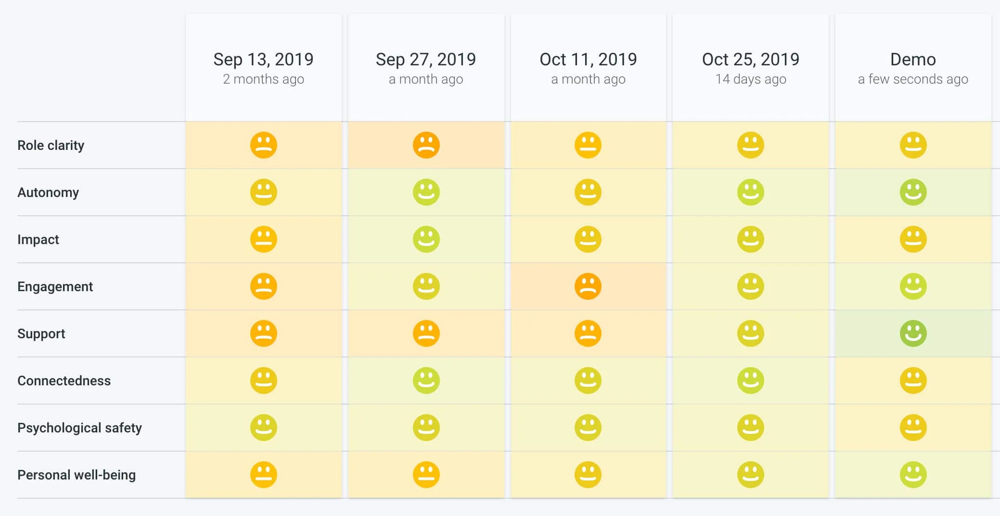 Sep 13, 2019
2 months ago
Sep 27, 2019
a month ago
Oct 11, 2019
a month ago
Oct 25, 2019
14 days ago
Demo
a few seconds ago
Role clarity
Autonomy
Impact
Engagement
Support
Connectedness
Psychological safety
Personal well-being